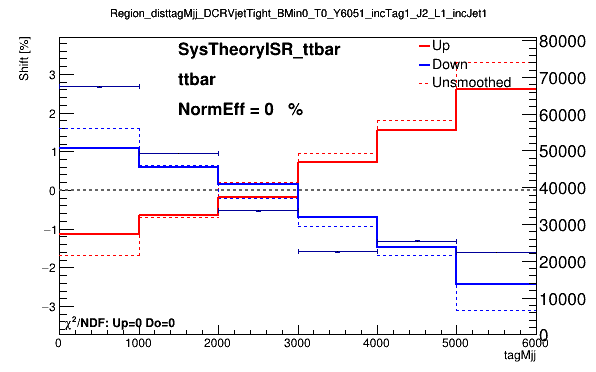 Region_disttagMjj_DCRVjetTight_BMin0_T0_Y6051_incTag1_J2_L1_incJet1
Shift [%]
SysTheoryISR_ttbar
ttbar
NormEff = 0 %
Up
Down
Unsmoothed
3
2
1
0
−1
−2
−3
80000
70000
60000
50000
40000
30000
20000
10000
0
χ²/NDF: Up=0 Do=0
0 1000 2000 3000 4000 5000 6000
tagMjj